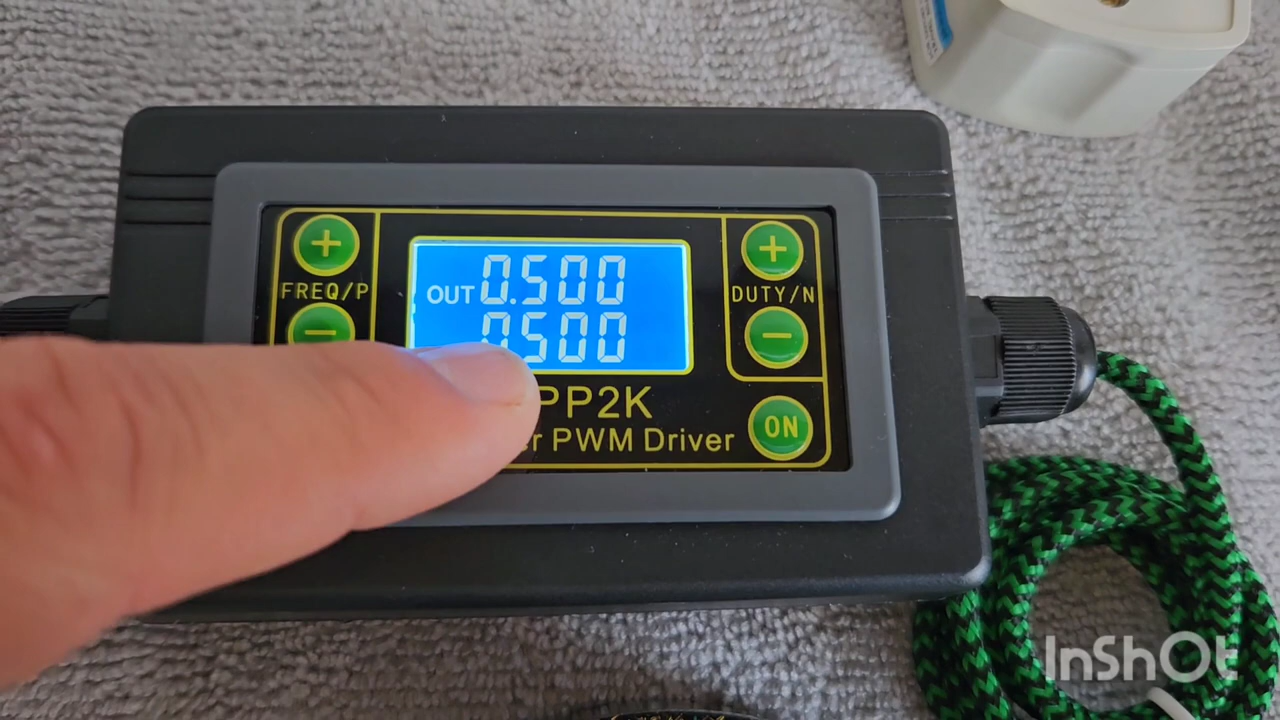 +
FREQ/P
−
OUT 0.500
0.500
+
DUTY/N
−
PP2K
PWM Driver
ON
InShOt